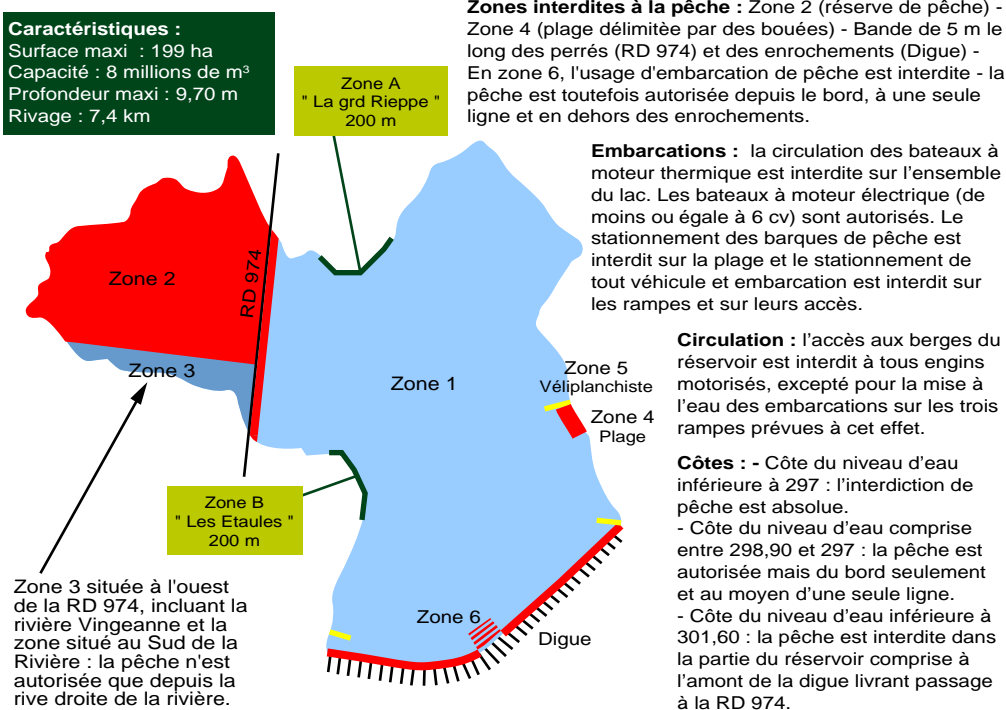 Caractéristiques :
Surface maxi : 199 ha
Capacité : 8 millions de m³
Profondeur maxi : 9,70 m
Rivage : 7,4 km
Zones interdites à la pêche : Zone 2 (réserve de pêche) -
Zone 4 (plage délimitèe par des bouées) - Bande de 5 m le
long des perrés (RD 974) et des enrochements (Digue) -
En zone 6, l'usage d'embarcation de pêche est interdite - la
pêche est toutefois autorisée depuis le bord, à une seule
ligne et en dehors des enrochements.
Zone A
" La grd Rieppe "
200 m
Embarcations : la circulation des bateaux à
moteur thermique est interdite sur l’ensemble
du lac. Les bateaux à moteur électrique (de
moins ou égale à 6 cv) sont autorisés. Le
stationnement des barques de pêche est
interdit sur la plage et le stationnement de
tout véhicule et embarcation est interdit sur
les rampes et sur leurs accès.
Zone 2
RD 974
Zone 3
Zone 1
Zone 5
Véliplanchiste
Zone 4
Plage
Circulation : l’accès aux berges du
réservoir est interdit à tous engins
motorisés, excepté pour la mise à
l’eau des embarcations sur les trois
rampes prévues à cet effet.
Zone B
" Les Etaules "
200 m
Côtes : - Côte du niveau d’eau
inférieure à 297 : l’interdiction de
pêche est absolue.
- Côte du niveau d’eau comprise
entre 298,90 et 297 : la pêche est
autorisée mais du bord seulement
et au moyen d’une seule ligne.
- Côte du niveau d’eau inférieure à
301,60 : la pêche est interdite dans
la partie du réservoir comprise à
l’amont de la digue livrant passage
à la RD 974.
Zone 3 située à l'ouest
de la RD 974, incluant la
rivière Vingeanne et la
zone situé au Sud de la
Rivière : la pêche n'est
autorisée que depuis la
rive droite de la rivière.
Zone 6
Digue